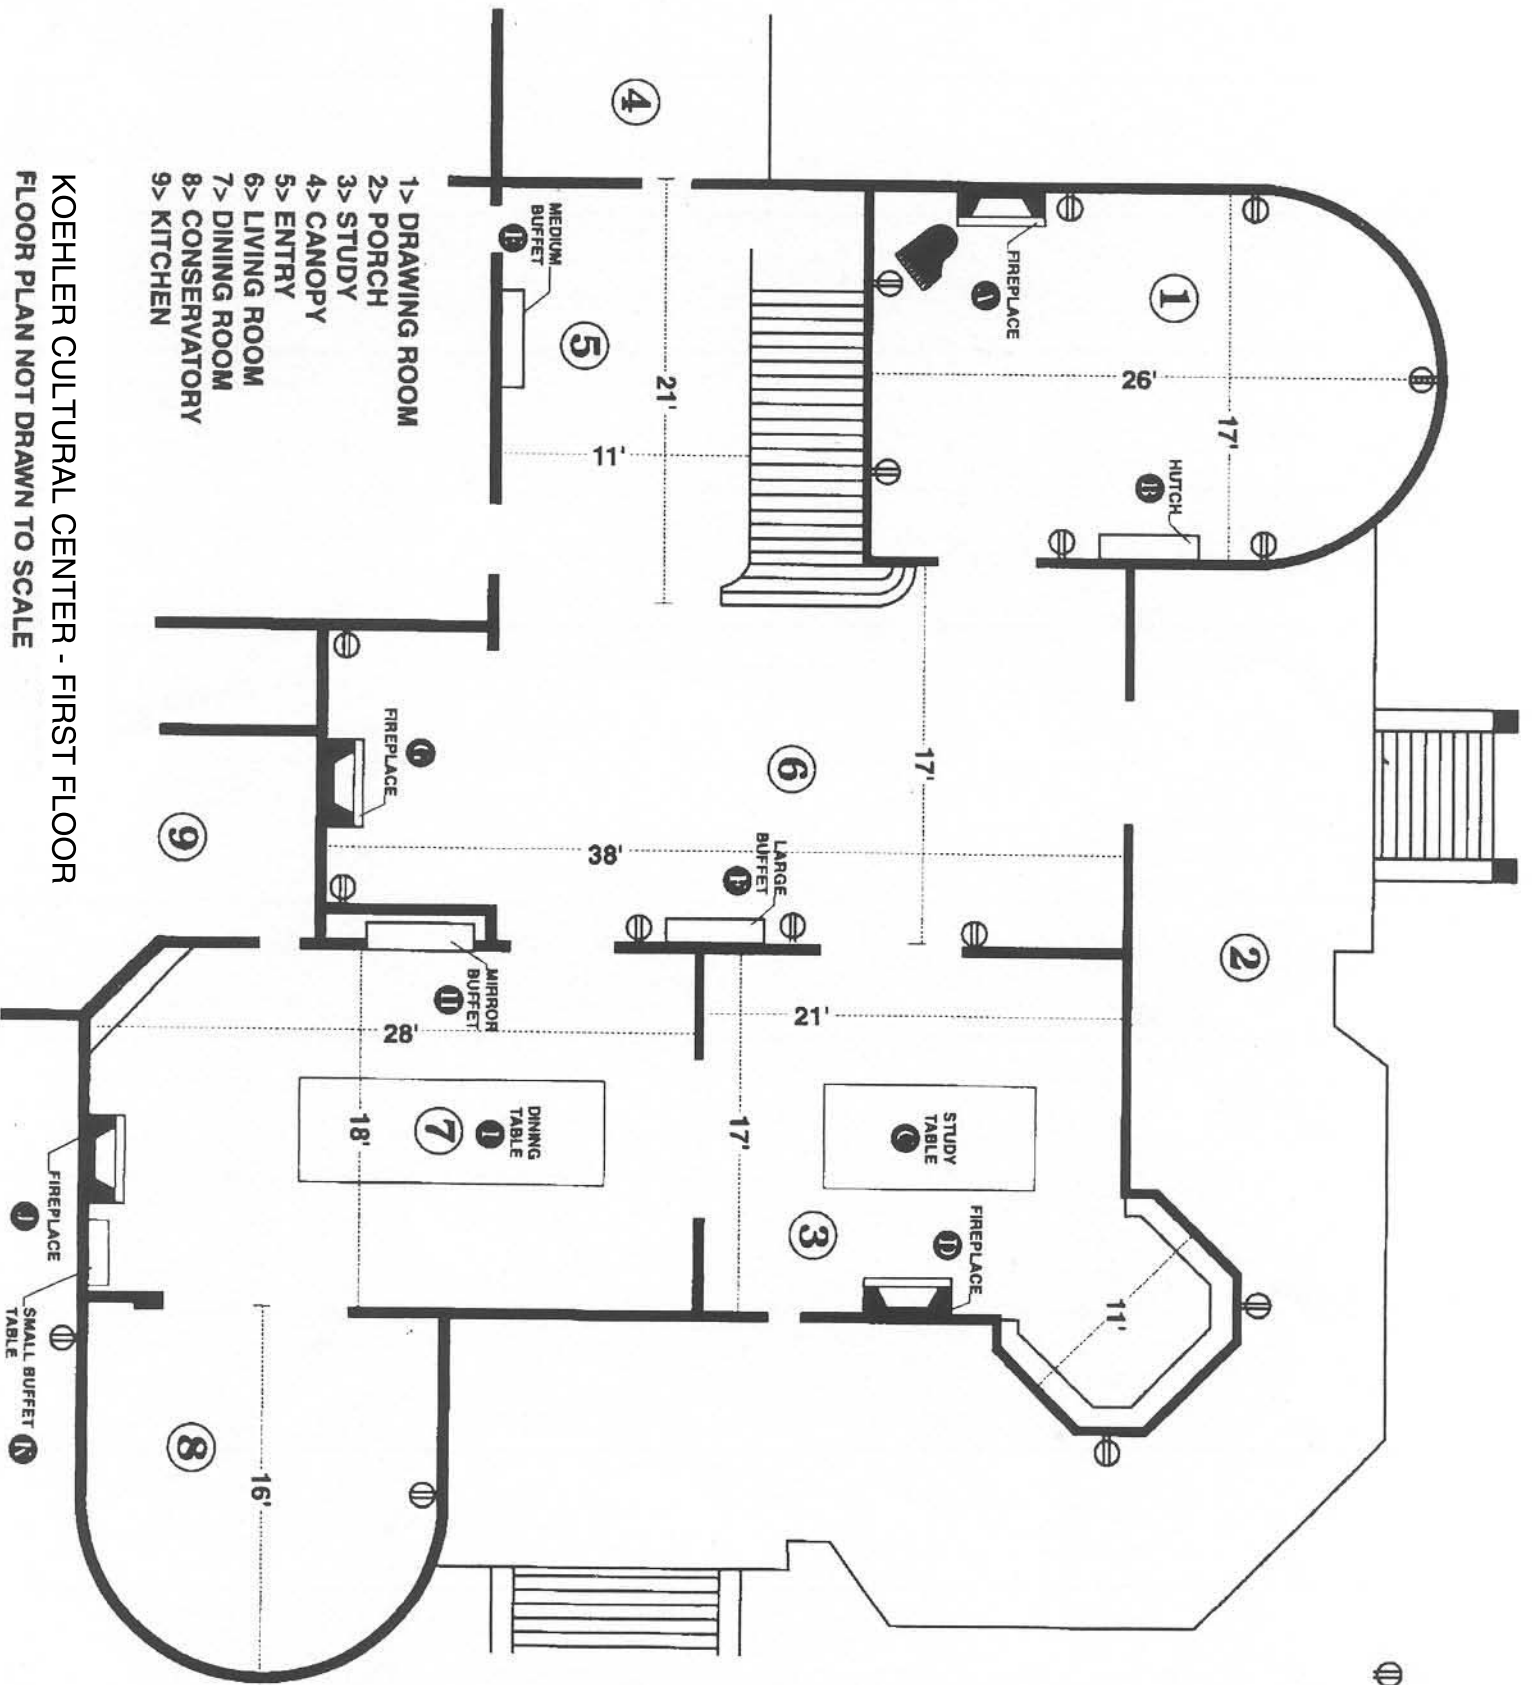 1
FIREPLACE
A
26'
17'
HUTCH
B
4
21'
MEDIUM
BUFFET
E
5
11'
2
17'
6
38'
LARGE
BUFFET
F
FIREPLACE
G
9
21'
STUDY
TABLE
C
17'
3
FIREPLACE
D
11'
MIRROR
BUFFET
H
28'
18'
DINING
TABLE
I
7
FIREPLACE
J
SMALL BUFFET
TABLE
K
8
16'
1> DRAWING ROOM
2> PORCH
3> STUDY
4> CANOPY
5> ENTRY
6> LIVING ROOM
7> DINING ROOM
8> CONSERVATORY
9> KITCHEN
KOEHLER CULTURAL CENTER - FIRST FLOOR
FLOOR PLAN NOT DRAWN TO SCALE